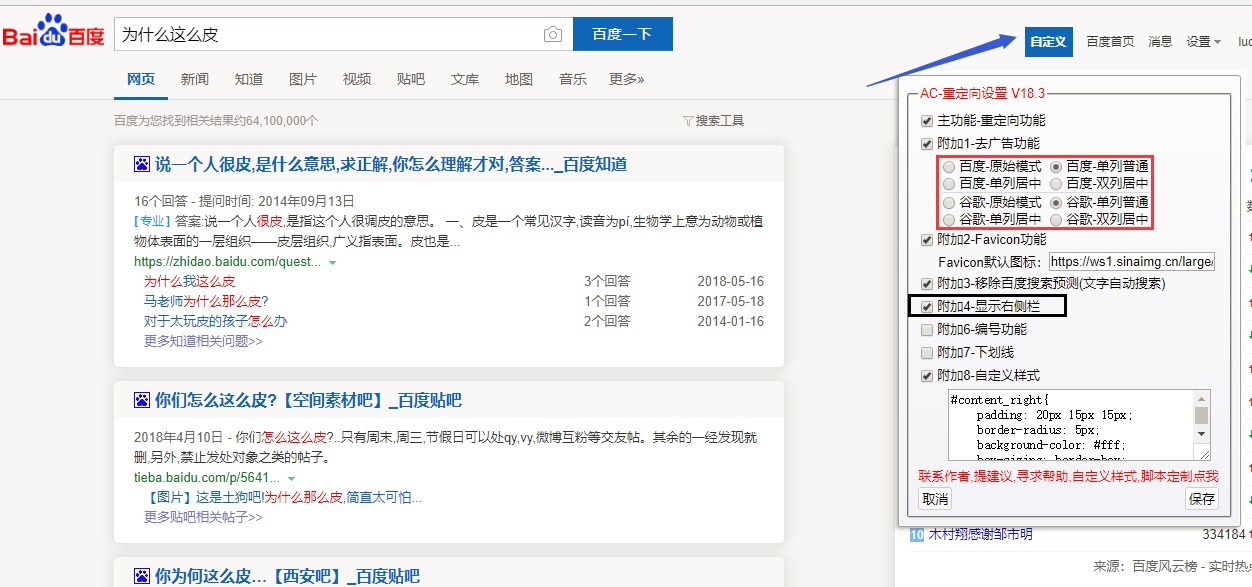 Bai du 百度
为什么这么皮
百度一下
自定义 百度首页 消息 设置 luc
网页 新闻 知道 图片 视频 贴吧 文库 地图 音乐 更多»
百度为您找到相关结果约64,100,000个 搜索工具
说一个人很皮,是什么意思,求正解,你怎么理解才对,答案..._百度知道
16个回答 - 提问时间: 2014年09月13日
[专业] 答案:说一个人很皮,是指这个人很调皮的意思。 一、皮是一个常见汉字,读音为pí,生物学上意为动物或植
物体表面的一层组织——皮层组织,广义指表面。皮也是...
https://zhidao.baidu.com/quest...
为什么我这么皮 3个回答 2018-05-16
马老师为什么那么皮? 1个回答 2017-05-18
对于太玩皮的孩子怎么办 2个回答 2014-01-16
更多知道相关问题>>
你们怎么这么皮?【空间素材吧】_百度贴吧
2018年4月10日 - 你们怎么这么皮?..只有周末,周三,节假日可以处qy,vy,微博互粉等交友帖。其余的一经发现就
删,另外,禁止发处对象之类的帖子。
tieba.baidu.com/p/5641...
【图片】这是土狗吧!为什么那么皮,简直太可怕...
更多贴吧相关帖子>>
你为何这么皮...【西安吧】_百度贴吧
AC-重定向设置 V18.3
主功能-重定向功能
附加1-去广告功能
百度-原始模式 百度-单列普通
百度-单列居中 百度-双列居中
谷歌-原始模式 谷歌-单列普通
谷歌-单列居中 谷歌-双列居中
附加2-Favicon功能
Favicon默认图标: https://ws1.sinaimg.cn/large/
附加3-移除百度搜索预测(文字自动搜索)
附加4-显示右侧栏
附加6-编号功能
附加7-下划线
附加8-自定义样式
#content_right{
padding: 20px 15px 15px;
border-radius: 5px;
background-color: #fff;
box-sizing: border-box;
联系作者,提建议,寻求帮助,自定义样式,脚本定制点我
取消 保存
10 木村翔感谢邹市明 334184
来源：百度风云榜 - 实时热点